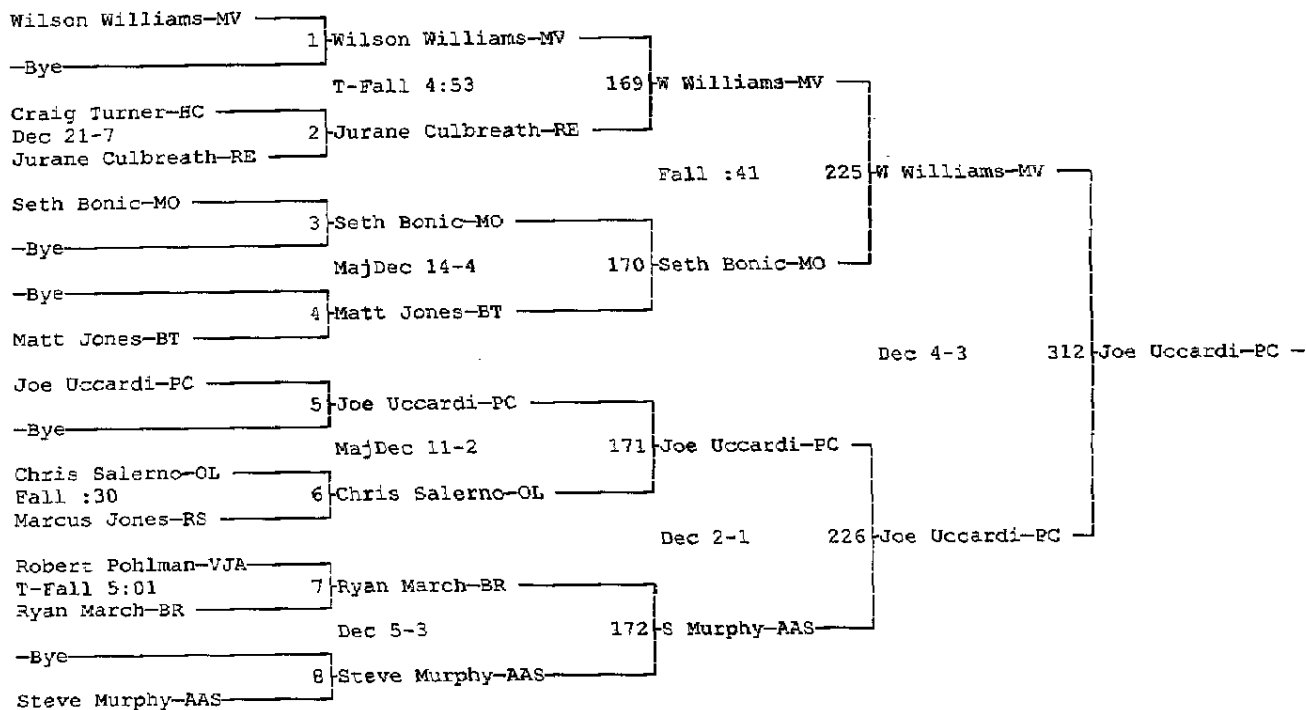 Wilson Williams—MV
1 Wilson Williams—MV
—Bye
T-Fall 4:53
169 W Williams—MV
Craig Turner—HC
Dec 21-7
2 Jurane Culbreath—RE
Jurane Culbreath—RE
Fall :41
225 W Williams—MV
Seth Bonic—MO
3 Seth Bonic—MO
—Bye
MajDec 14-4
170 Seth Bonic—MO
—Bye
4 Matt Jones—BT
Matt Jones—BT
Dec 4-3
312 Joe Uccardi—PC
Joe Uccardi—PC
5 Joe Uccardi—PC
—Bye
MajDec 11-2
171 Joe Uccardi—PC
Chris Salerno—OL
Fall :30
6 Chris Salerno—OL
Marcus Jones—RS
Dec 2-1
226 Joe Uccardi—PC
Robert Pohlman—VJA
T-Fall 5:01
7 Ryan March—BR
Ryan March—BR
Dec 5-3
172 S Murphy—AAS
—Bye
8 Steve Murphy—AAS
Steve Murphy—AAS